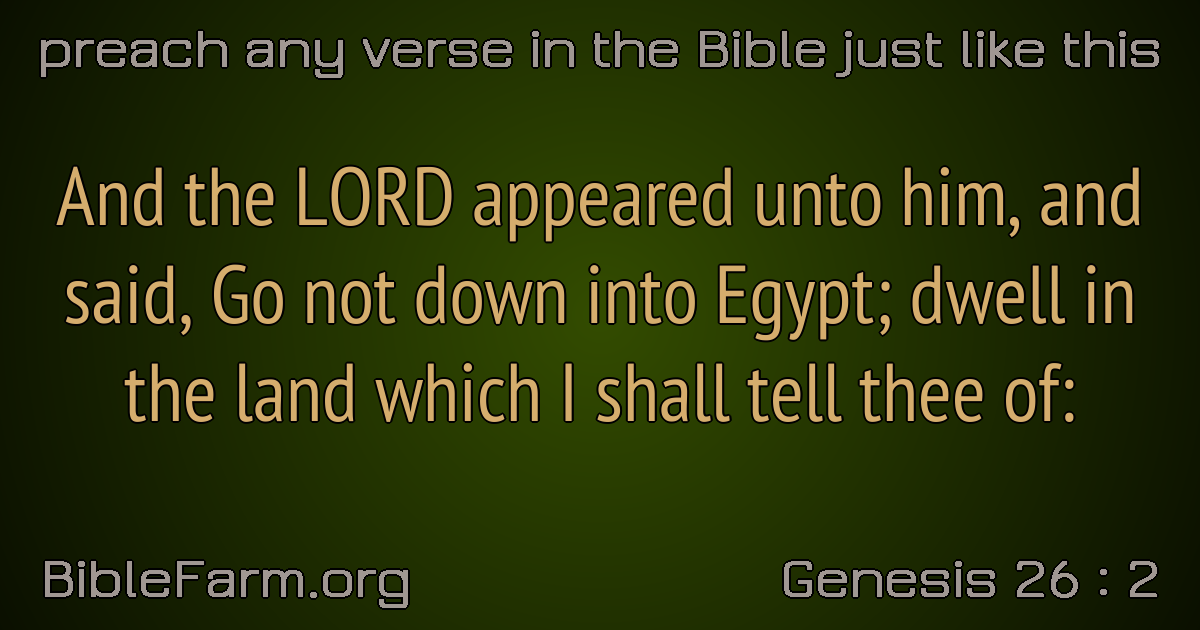 preach any verse in the Bible just like this
And the LORD appeared unto him, and
said, Go not down into Egypt; dwell in
the land which I shall tell thee of:
BibleFarm.org
Genesis 26 : 2